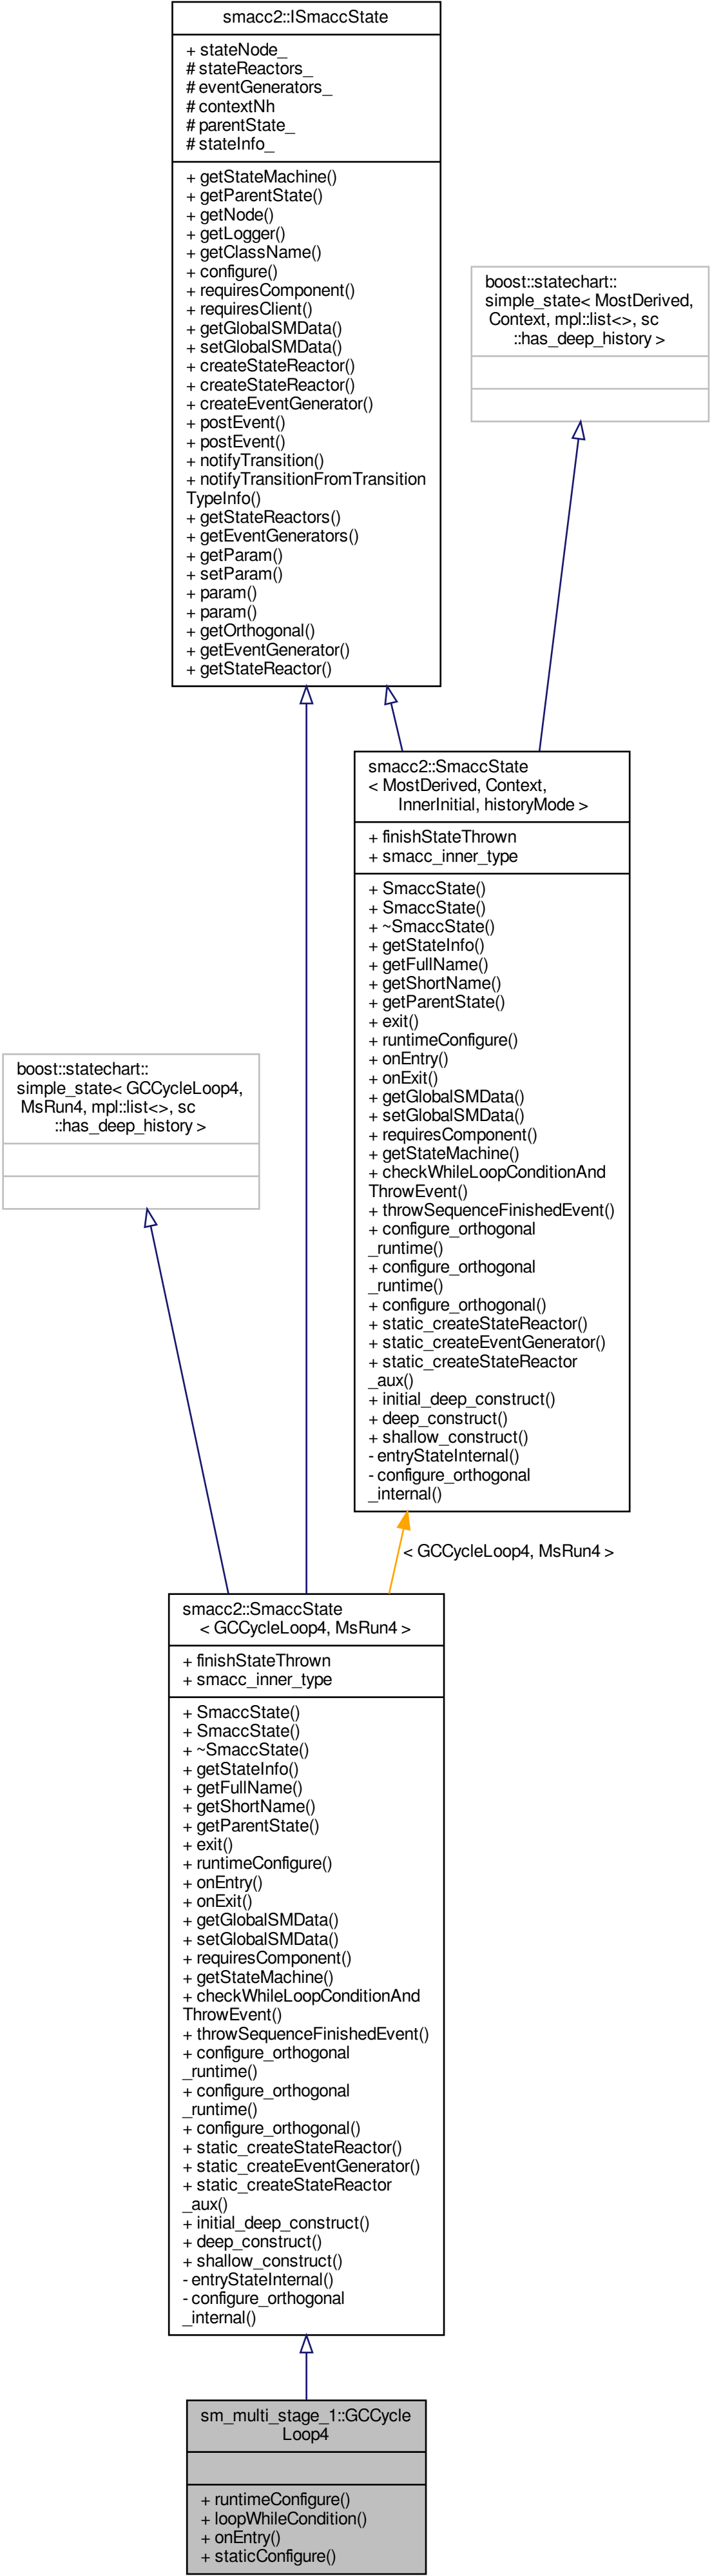 smacc2::ISmaccState
+ stateNode_
# stateReactors_
# eventGenerators_
# contextNh
# parentState_
# stateInfo_
+ getStateMachine()
+ getParentState()
+ getNode()
+ getLogger()
+ getClassName()
+ configure()
+ requiresComponent()
+ requiresClient()
+ getGlobalSMData()
+ setGlobalSMData()
+ createStateReactor()
+ createStateReactor()
+ createEventGenerator()
+ postEvent()
+ postEvent()
+ notifyTransition()
+ notifyTransitionFromTransition
TypeInfo()
+ getStateReactors()
+ getEventGenerators()
+ getParam()
+ setParam()
+ param()
+ param()
+ getOrthogonal()
+ getEventGenerator()
+ getStateReactor()
boost::statechart::
simple_state< MostDerived,
Context, mpl::list<>, sc
::has_deep_history >
smacc2::SmaccState
< MostDerived, Context,
InnerInitial, historyMode >
+ finishStateThrown
+ smacc_inner_type
+ SmaccState()
+ SmaccState()
+ ~SmaccState()
+ getStateInfo()
+ getFullName()
+ getShortName()
+ getParentState()
+ exit()
+ runtimeConfigure()
+ onEntry()
+ onExit()
+ getGlobalSMData()
+ setGlobalSMData()
+ requiresComponent()
+ getStateMachine()
+ checkWhileLoopConditionAnd
ThrowEvent()
+ throwSequenceFinishedEvent()
+ configure_orthogonal
_runtime()
+ configure_orthogonal
_runtime()
+ configure_orthogonal()
+ static_createStateReactor()
+ static_createEventGenerator()
+ static_createStateReactor
_aux()
+ initial_deep_construct()
+ deep_construct()
+ shallow_construct()
- entryStateInternal()
- configure_orthogonal
_internal()
boost::statechart::
simple_state< GCCycleLoop4,
MsRun4, mpl::list<>, sc
::has_deep_history >
< GCCycleLoop4, MsRun4 >
smacc2::SmaccState
< GCCycleLoop4, MsRun4 >
+ finishStateThrown
+ smacc_inner_type
+ SmaccState()
+ SmaccState()
+ ~SmaccState()
+ getStateInfo()
+ getFullName()
+ getShortName()
+ getParentState()
+ exit()
+ runtimeConfigure()
+ onEntry()
+ onExit()
+ getGlobalSMData()
+ setGlobalSMData()
+ requiresComponent()
+ getStateMachine()
+ checkWhileLoopConditionAnd
ThrowEvent()
+ throwSequenceFinishedEvent()
+ configure_orthogonal
_runtime()
+ configure_orthogonal
_runtime()
+ configure_orthogonal()
+ static_createStateReactor()
+ static_createEventGenerator()
+ static_createStateReactor
_aux()
+ initial_deep_construct()
+ deep_construct()
+ shallow_construct()
- entryStateInternal()
- configure_orthogonal
_internal()
sm_multi_stage_1::GCCycle
Loop4
+ runtimeConfigure()
+ loopWhileCondition()
+ onEntry()
+ staticConfigure()